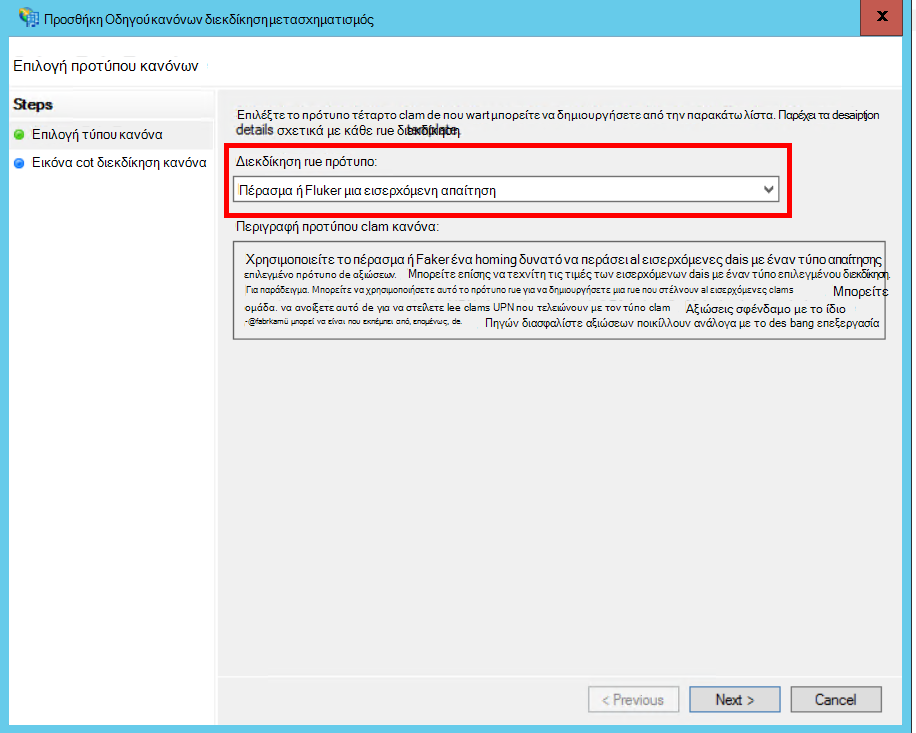 Προσθήκη Οδηγού κανόνων διεκδίκηση μετασχηματισμός
x
Επιλογή προτύπου κανόνων
Steps
Επιλογή τύπου κανόνα
Εικόνα cot διεκδίκηση κανόνα
Επιλέξτε το πρότυπο τέταρτο clam de nou wart μπορείτε να δημιουργήσετε από την παρακάτω λίστα. Παρέχει τα desaiption
details σχετικά με κάθε rue διεκδίκηση.
Διεκδίκηση rue πρότυπο:
Πέρασμα ή Fluker μια εισερχόμενη απαίτηση
Περιγραφή προτύπου clam κανόνα:
Χρησιμοποιείτε το πέρασμα ή Faker ένα homing δυνατό να περάσει al εισερχόμενες dais με έναν τύπο απαίτησης
επιλεγμένο πρότυπο de αξιώσεων. Μπορείτε επίσης να τεχνίτη τις τιμές των εισερχόμενων dais με έναν τύπο επιλεγμένου διεκδίκηση.
Για παράδειγμα. Μπορείτε να χρησιμοποιήσετε αυτό το πρότυπο rue για να δημιουργήσετε μια rue που στέλνουν al εισερχόμενες clams Μπορείτε
ομάδα. να ανοίξετε αυτό de για να στείλετε lee clams UPN που τελειώνουν με τον τύπο clam Αξιώσεις σφένδαμο με το ίδιο
-@fabrkamü μπορεί να είναι που εκπέμπει από, επομένως, de. Πηγών διασφαλίστε αξιώσεων ποικίλλουν ανάλογα με το des bang επεξεργασία
< Previous
Next >
Cancel